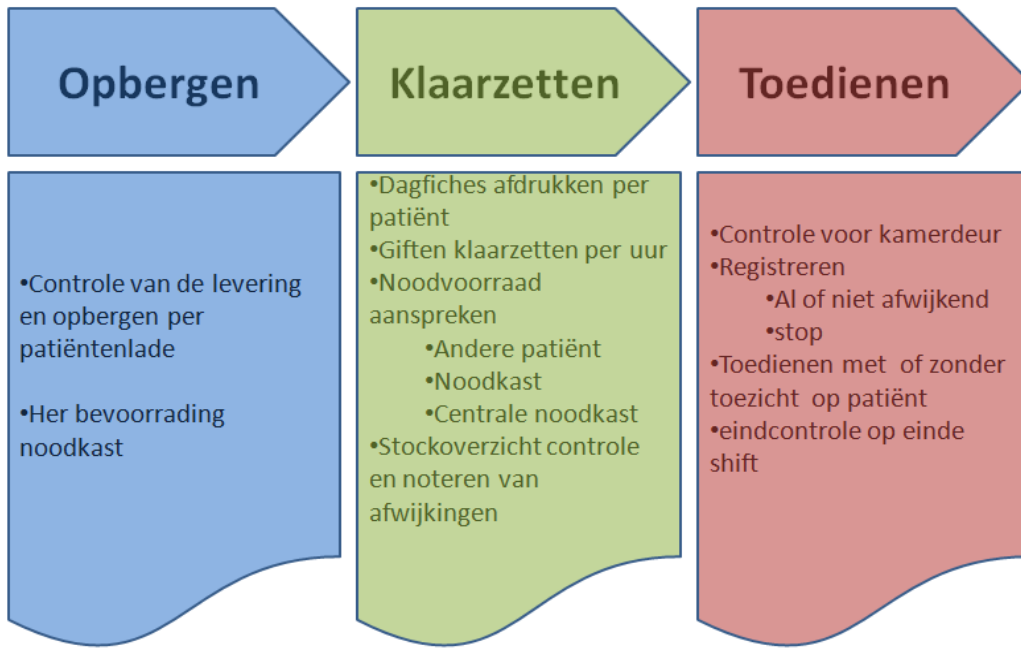 Opbergen
Klaarzetten
Toedienen
•Controle van de levering
en opbergen per
patiëntenlade
•Her bevoorrading
noodkast
•Dagfiches afdrukken per
patiënt
•Giften klaarzetten per uur
•Noodvoorraad
aanspreken
•Andere patiënt
•Noodkast
•Centrale noodkast
•Stockoverzicht controle
en noteren van
afwijkingen
•Controle voor kamerdeur
•Registreren
•Al of niet afwijkend
•stop
•Toedienen met of zonder
toezicht op patiënt
•eindcontrole op einde
shift